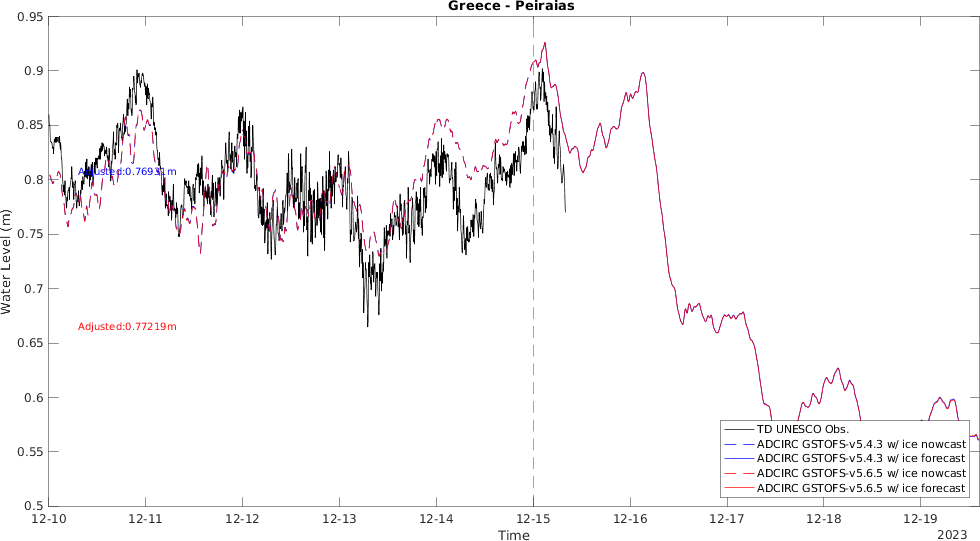 Greece - Peiraias
0.95
0.9
0.85
0.8
0.75
0.7
0.65
0.6
0.55
0.5
Water Level (m)
Adjusted:0.76931m
Adjusted:0.77219m
TD UNESCO Obs.
ADCIRC GSTOFS-v5.4.3 w/ ice nowcast
ADCIRC GSTOFS-v5.4.3 w/ ice forecast
ADCIRC GSTOFS-v5.6.5 w/ ice nowcast
ADCIRC GSTOFS-v5.6.5 w/ ice forecast
12-10 12-11 12-12 12-13 12-14 12-15 12-16 12-17 12-18 12-19
Time
2023